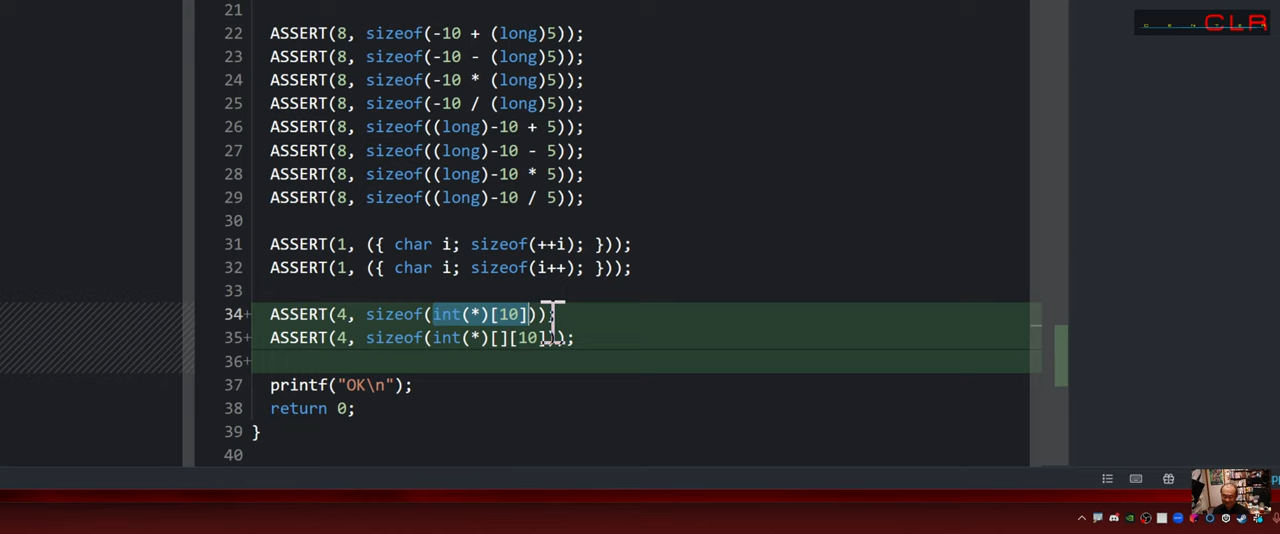 CLR
21
22 ASSERT(8, sizeof(-10 + (long)5));
23 ASSERT(8, sizeof(-10 - (long)5));
24 ASSERT(8, sizeof(-10 * (long)5));
25 ASSERT(8, sizeof(-10 / (long)5));
26 ASSERT(8, sizeof((long)-10 + 5));
27 ASSERT(8, sizeof((long)-10 - 5));
28 ASSERT(8, sizeof((long)-10 * 5));
29 ASSERT(8, sizeof((long)-10 / 5));
30
31 ASSERT(1, ({ char i; sizeof(++i); }));
32 ASSERT(1, ({ char i; sizeof(i++); }));
33
34+ ASSERT(4, sizeof(int(*)[10]));
35+ ASSERT(4, sizeof(int(*)[][10]));
36+
37 printf("OK\n");
38 return 0;
39 }
40